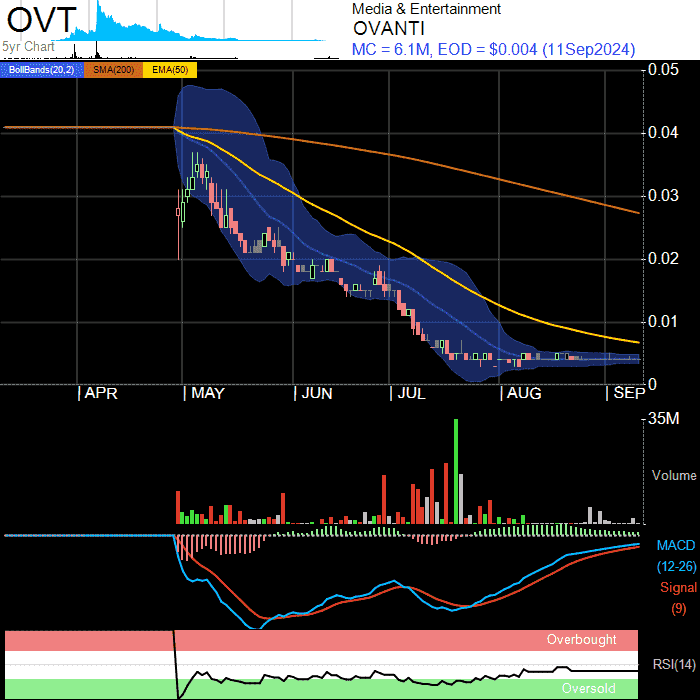 OVT
5yr Chart
Media & Entertainment
OVANTI
MC = 6.1M, EOD = $0.004 (11Sep2024)
BollBands(20,2) SMA(200) EMA(50)
0.05
0.04
0.03
0.02
0.01
0
APR MAY JUN JUL AUG SEP
35M
Volume
MACD
(12-26)
Signal
(9)
Overbought
RSI(14)
Oversold